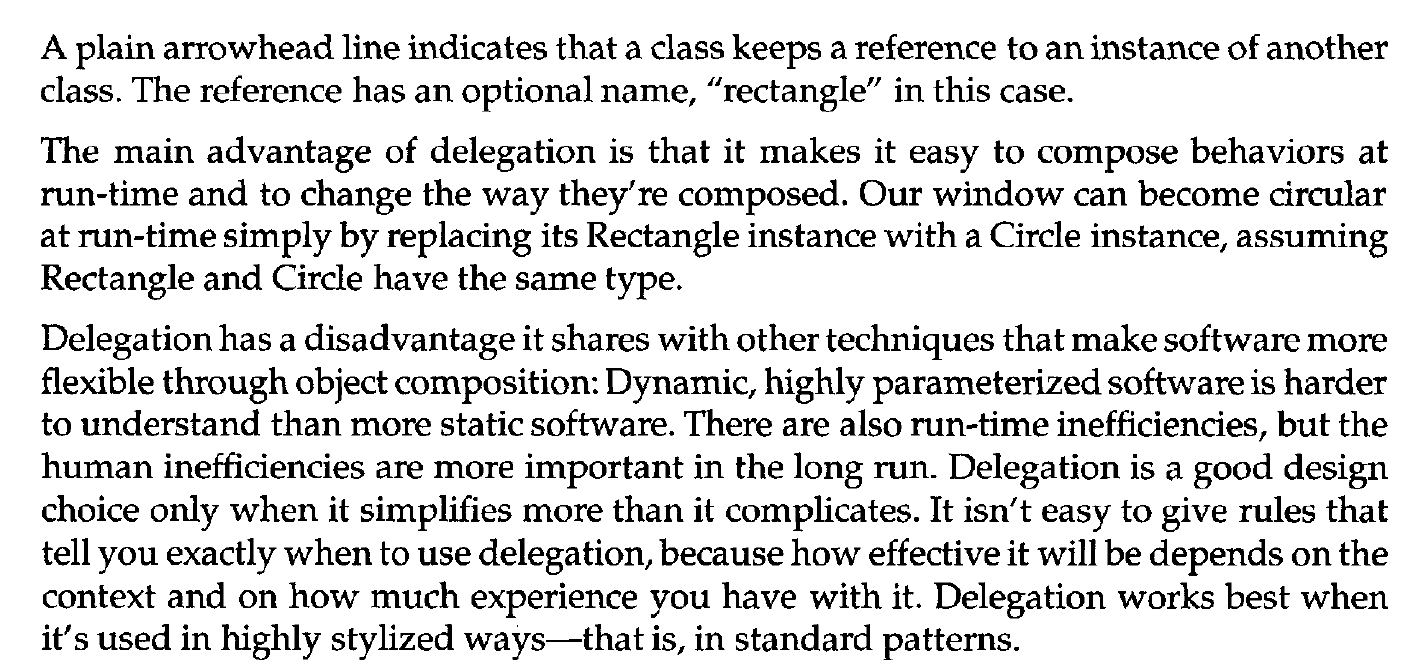 A plain arrowhead line indicates that a class keeps a reference to an instance of another
class. The reference has an optional name, “rectangle” in this case.
The main advantage of delegation is that it makes it easy to compose behaviors at
run-time and to change the way they’re composed. Our window can become circular
at run-time simply by replacing its Rectangle instance with a Circle instance, assuming
Rectangle and Circle have the same type.
Delegation has a disadvantage it shares with other techniques that make software more
flexible through object composition: Dynamic, highly parameterized software is harder
to understand than more static software. There are also run-time inefficiencies, but the
human inefficiencies are more important in the long run. Delegation is a good design
choice only when it simplifies more than it complicates. It isn’t easy to give rules that
tell you exactly when to use delegation, because how effective it will be depends on the
context and on how much experience you have with it. Delegation works best when
it’s used in highly stylized ways—that is, in standard patterns.